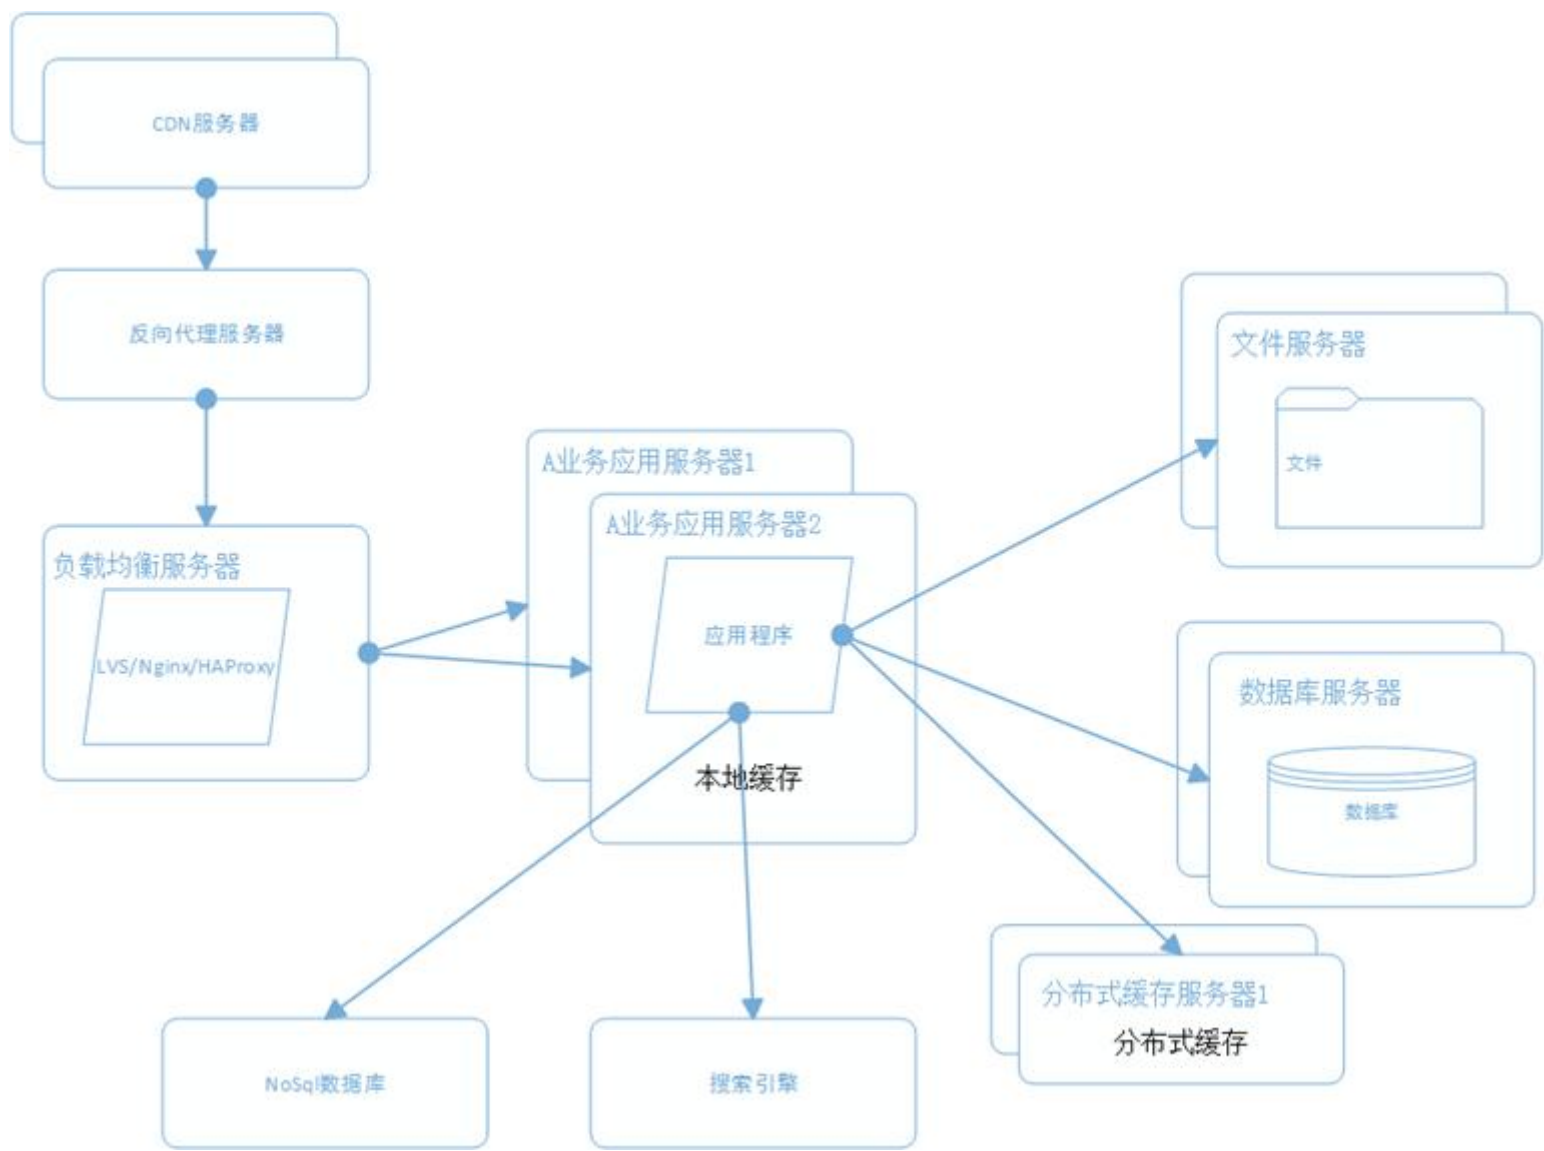 CDN服务器
反向代理服务器
文件服务器
文件
A业务应用服务器1
A业务应用服务器2
负载均衡服务器
应用程序
LVS/Nginx/HAProxy
数据库服务器
本地缓存
数据库
分布式缓存服务器1
分布式缓存
NoSql数据库
搜索引擎